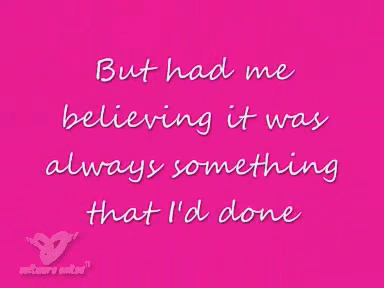 But had me
believing it was
always something
that I'd done